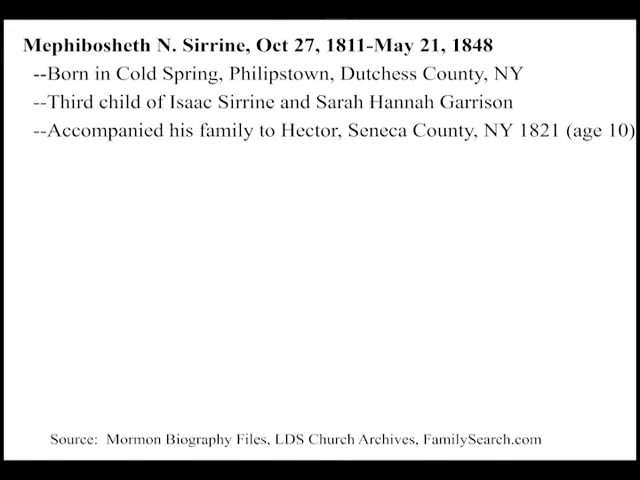 Mephibosheth N. Sirrine, Oct 27, 1811-May 21, 1848
--Born in Cold Spring, Philipstown, Dutchess County, NY
--Third child of Isaac Sirrine and Sarah Hannah Garrison
--Accompanied his family to Hector, Seneca County, NY 1821 (age 10)
Source:  Mormon Biography Files, LDS Church Archives, FamilySearch.com